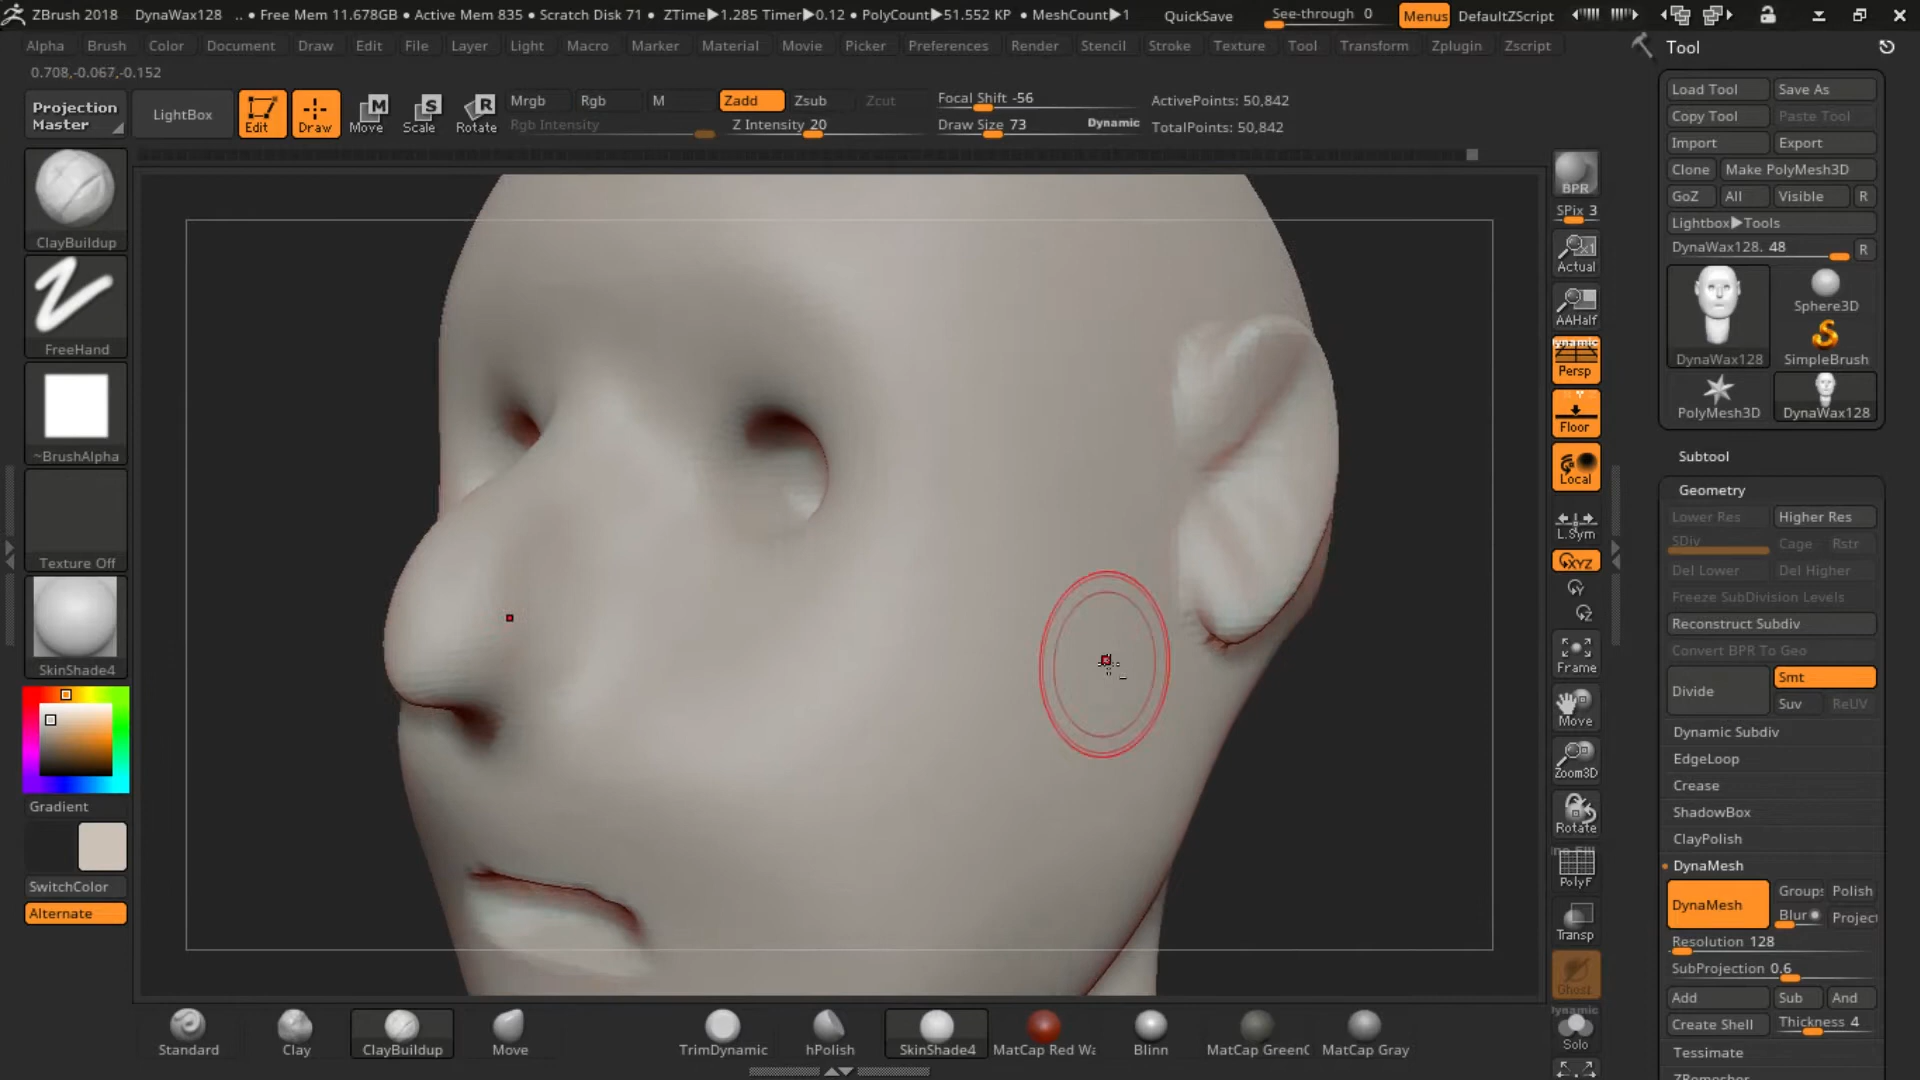 ZBrush 2018 DynaWax128 .. • Free Mem 11.678GB • Active Mem 835 • Scratch Disk 71 • ZTime▶1.285 Timer▶0.12 • PolyCount▶51.552 KP • MeshCount▶1 QuickSave See-through 0 Menus DefaultZScript
Alpha Brush Color Document Draw Edit File Layer Light Macro Marker Material Movie Picker Preferences Render Stencil Stroke Texture Tool Transform Zplugin Zscript
0.708,-0.067,-0.152
Projection Master
LightBox
Edit
Draw
Move
Scale
Rotate
Mrgb Rgb M Zadd Zsub Zcut
Rgb Intensity Z Intensity 20
Focal Shift -56
Draw Size 73 Dynamic
ActivePoints: 50,842
TotalPoints: 50,842
ClayBuildup
FreeHand
~BrushAlpha
Texture Off
SkinShade4
Gradient
SwitchColor
Alternate
BPR
SPix 3
Actual
AAHalf
Dynamic
Persp
Floor
Local
L.Sym
XYZ
Frame
Move
Zoom3D
Rotate
PolyF
Transp
Ghost
Dynamic
Solo
Tool
Load Tool Save As
Copy Tool Paste Tool
Import Export
Clone Make PolyMesh3D
GoZ All Visible R
Lightbox▶Tools
DynaWax128. 48 R
DynaWax128
Sphere3D
SimpleBrush
PolyMesh3D
DynaWax128
Subtool
Geometry
Lower Res Higher Res
SDiv Cage Rstr
Del Lower Del Higher
Freeze SubDivision Levels
Reconstruct Subdiv
Convert BPR To Geo
Divide Smt
Suv ReUV
Dynamic Subdiv
EdgeLoop
Crease
ShadowBox
ClayPolish
DynaMesh
DynaMesh Groups Polish
Blur Project
Resolution 128
SubProjection 0.6
Add Sub And
Create Shell Thickness 4
Tessimate
Standard Clay ClayBuildup Move TrimDynamic hPolish SkinShade4 MatCap Red Wa Blinn MatCap GreenC MatCap Gray